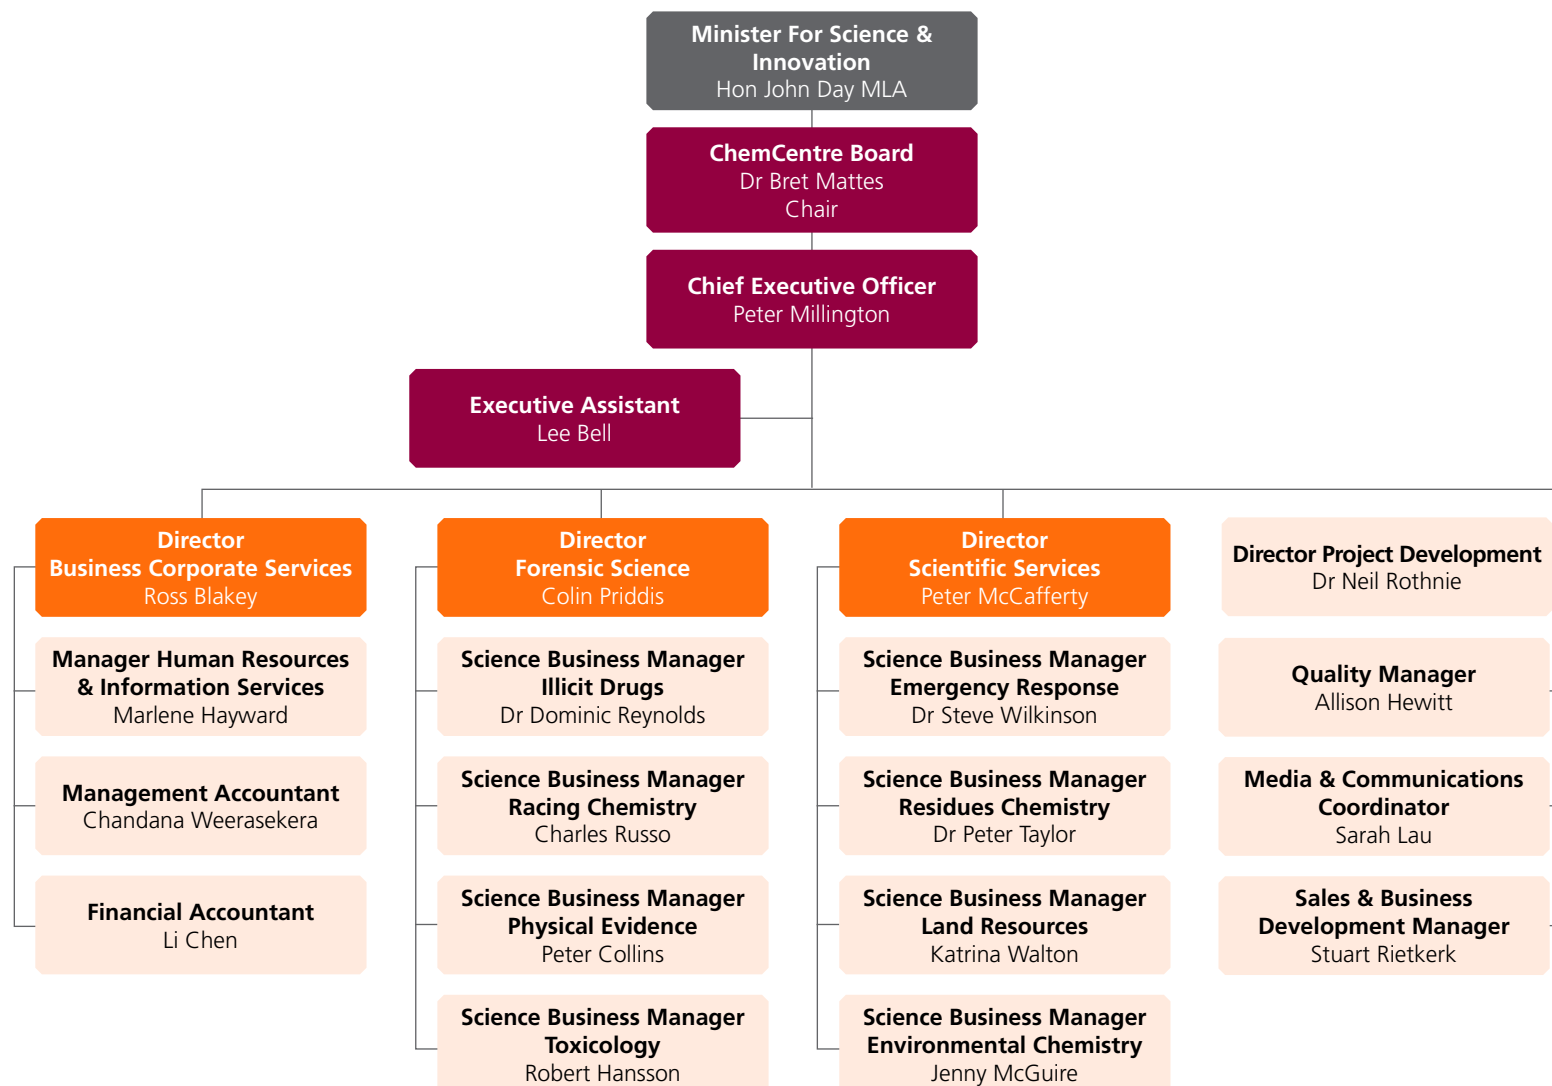 Minister For Science &
Innovation
Hon John Day MLA
ChemCentre Board
Dr Bret Mattes
Chair
Chief Executive Officer
Peter Millington
Executive Assistant
Lee Bell
Director
Business Corporate Services
Ross Blakey
Manager Human Resources
& Information Services
Marlene Hayward
Management Accountant
Chandana Weerasekera
Financial Accountant
Li Chen
Director
Forensic Science
Colin Priddis
Science Business Manager
Illicit Drugs
Dr Dominic Reynolds
Science Business Manager
Racing Chemistry
Charles Russo
Science Business Manager
Physical Evidence
Peter Collins
Science Business Manager
Toxicology
Robert Hansson
Director
Scientific Services
Peter McCafferty
Science Business Manager
Emergency Response
Dr Steve Wilkinson
Science Business Manager
Residues Chemistry
Dr Peter Taylor
Science Business Manager
Land Resources
Katrina Walton
Science Business Manager
Environmental Chemistry
Jenny McGuire
Director Project Development
Dr Neil Rothnie
Quality Manager
Allison Hewitt
Media & Communications
Coordinator
Sarah Lau
Sales & Business
Development Manager
Stuart Rietkerk